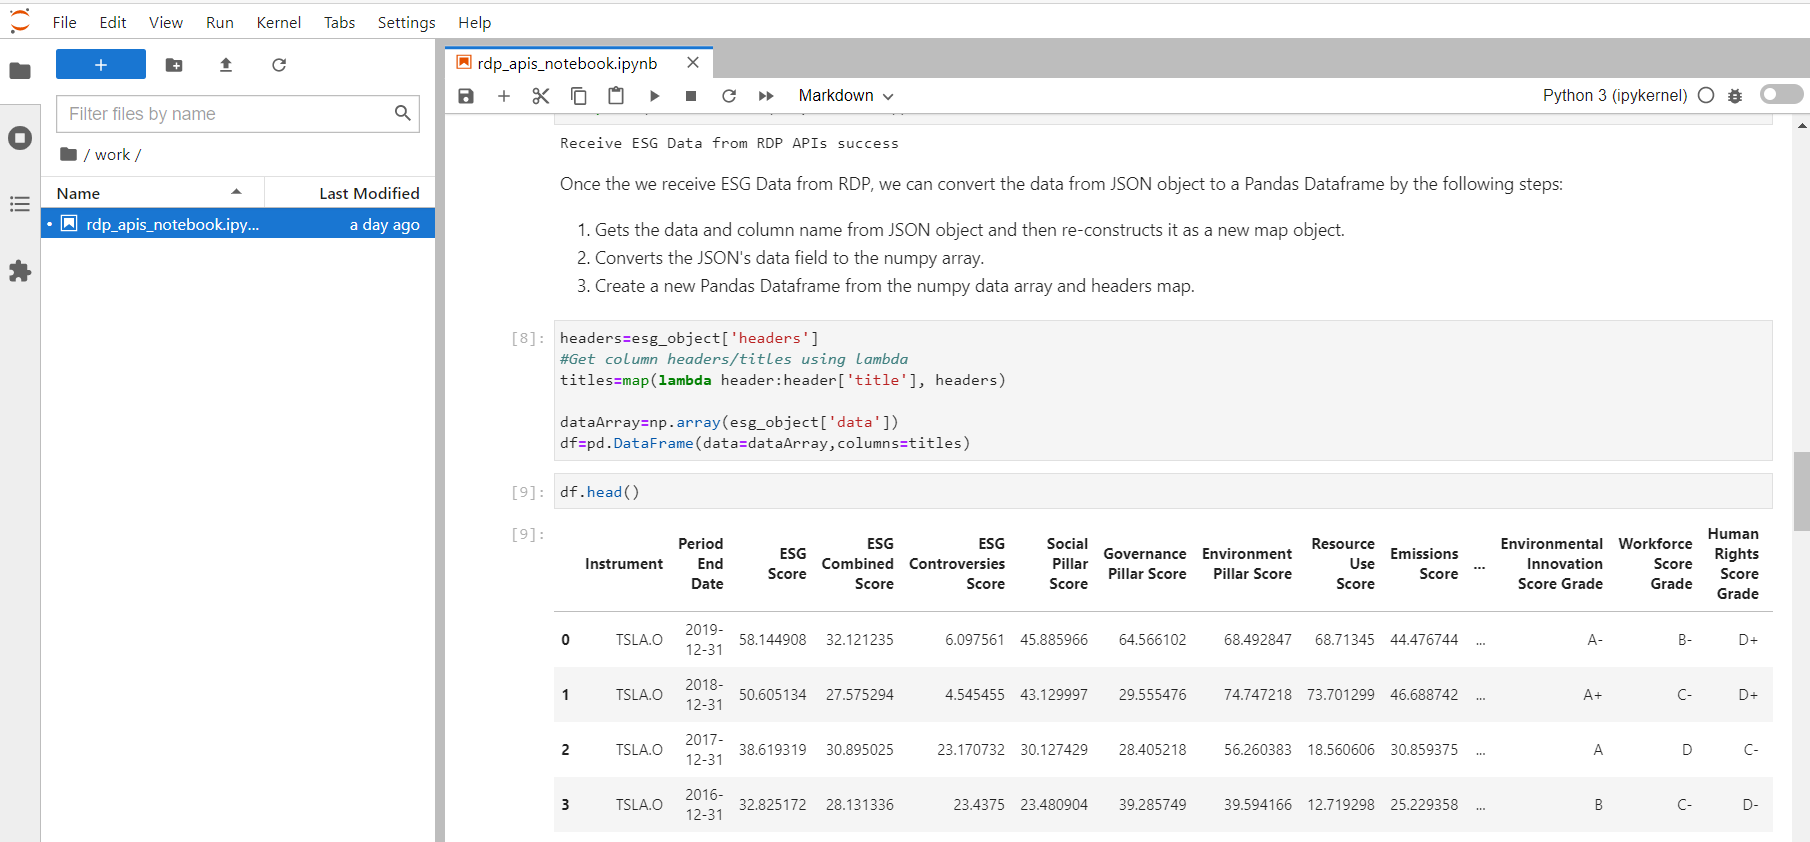 File Edit View Run Kernel Tabs Settings Help
+
Filter files by name
/ work /
Name Last Modified
rdp_apis_notebook.ipy... a day ago
rdp_apis_notebook.ipynb
Markdown
Python 3 (ipykernel)
Receive ESG Data from RDP APIs success
Once the we receive ESG Data from RDP, we can convert the data from JSON object to a Pandas Dataframe by the following steps:
1. Gets the data and column name from JSON object and then re-constructs it as a new map object.
2. Converts the JSON's data field to the numpy array.
3. Create a new Pandas Dataframe from the numpy data array and headers map.
[8]: headers=esg_object['headers']
#Get column headers/titles using lambda
titles=map(lambda header:header['title'], headers)
dataArray=np.array(esg_object['data'])
df=pd.DataFrame(data=dataArray,columns=titles)
[9]: df.head()
[9]:
Instrument Period End Date ESG Score ESG Combined Score ESG Controversies Score Social Pillar Score Governance Pillar Score Environment Pillar Score Resource Use Score Emissions Score ... Environmental Innovation Score Grade Workforce Score Grade Human Rights Score Grade
0 TSLA.O 2019-12-31 58.144908 32.121235 6.097561 45.885966 64.566102 68.492847 68.71345 44.476744 ... A- B- D+
1 TSLA.O 2018-12-31 50.605134 27.575294 4.545455 43.129997 29.555476 74.747218 73.701299 46.688742 ... A+ C- D+
2 TSLA.O 2017-12-31 38.619319 30.895025 23.170732 30.127429 28.405218 56.260383 18.560606 30.859375 ... A D C-
3 TSLA.O 2016-12-31 32.825172 28.131336 23.4375 23.480904 39.285749 39.594166 12.719298 25.229358 ... B C- D-